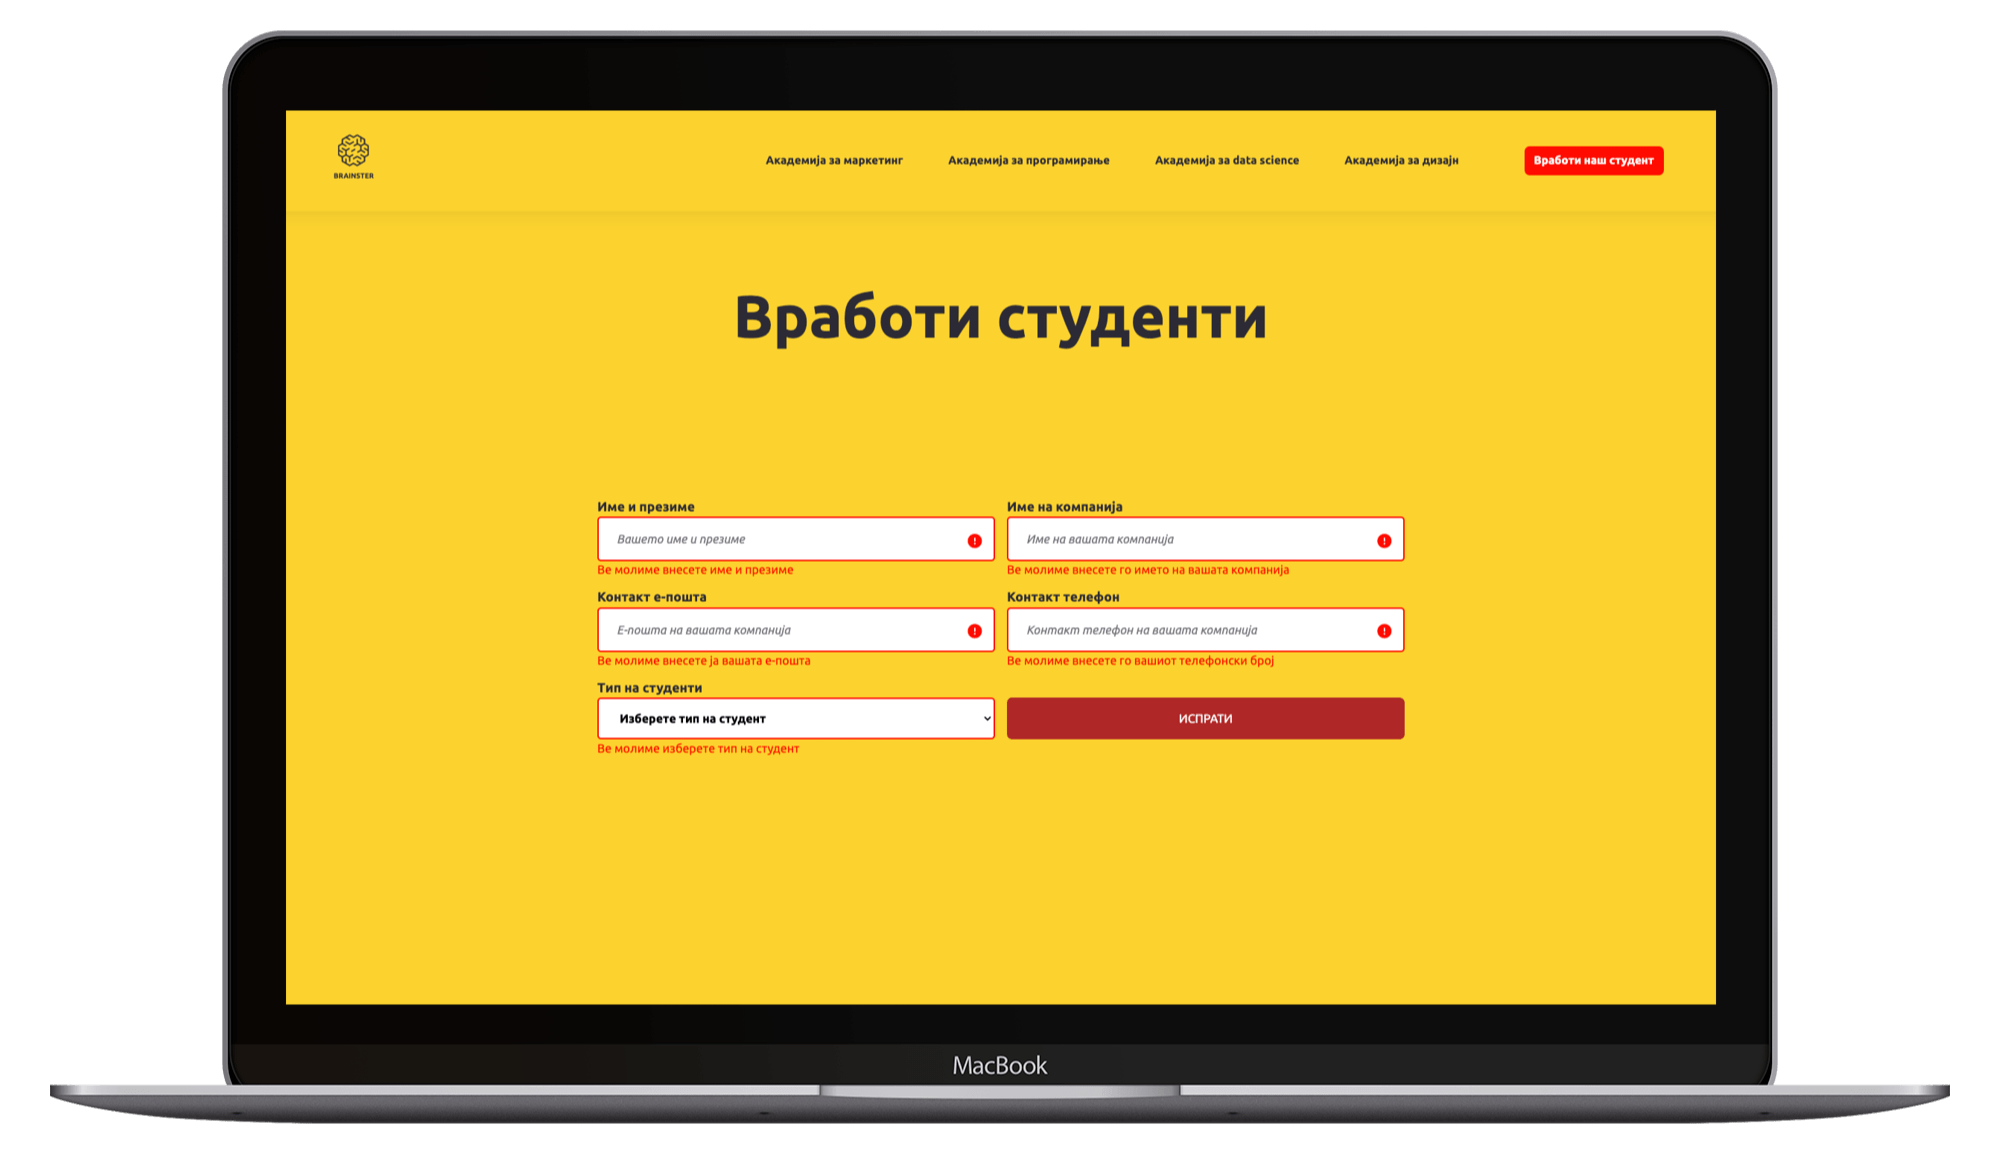 BRAINSTER
Академија за маркетинг
Академија за програмирање
Академија за data science
Академија за дизајн
Вработи наш студент
Вработи студенти
Име и презиме
Вашето име и презиме
Ве молиме внесете име и презиме
Име на компанија
Име на вашата компанија
Ве молиме внесете го името на вашата компанија
Контакт е-пошта
Е-пошта на вашата компанија
Ве молиме внесете ја вашата е-пошта
Контакт телефон
Контакт телефон на вашата компанија
Ве молиме внесете го вашиот телефонски број
Тип на студенти
Изберете тип на студент
Ве молиме изберете тип на студент
ИСПРАТИ
MacBook